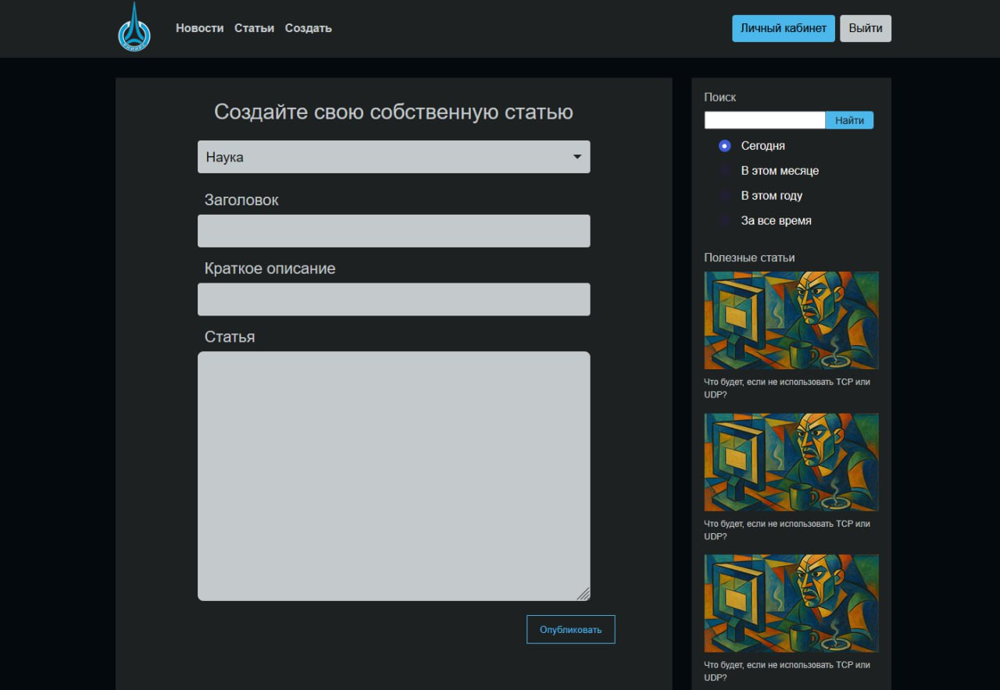 Новости Статьи Создать
Личный кабинет Выйти
Создайте свою собственную статью
Наука
Заголовок
Краткое описание
Статья
Опубликовать
Поиск
Найти
Сегодня
В этом месяце
В этом году
За все время
Полезные статьи
Что будет, если не использовать TCP или
UDP?
Что будет, если не использовать TCP или
UDP?
Что будет, если не использовать TCP или
UDP?